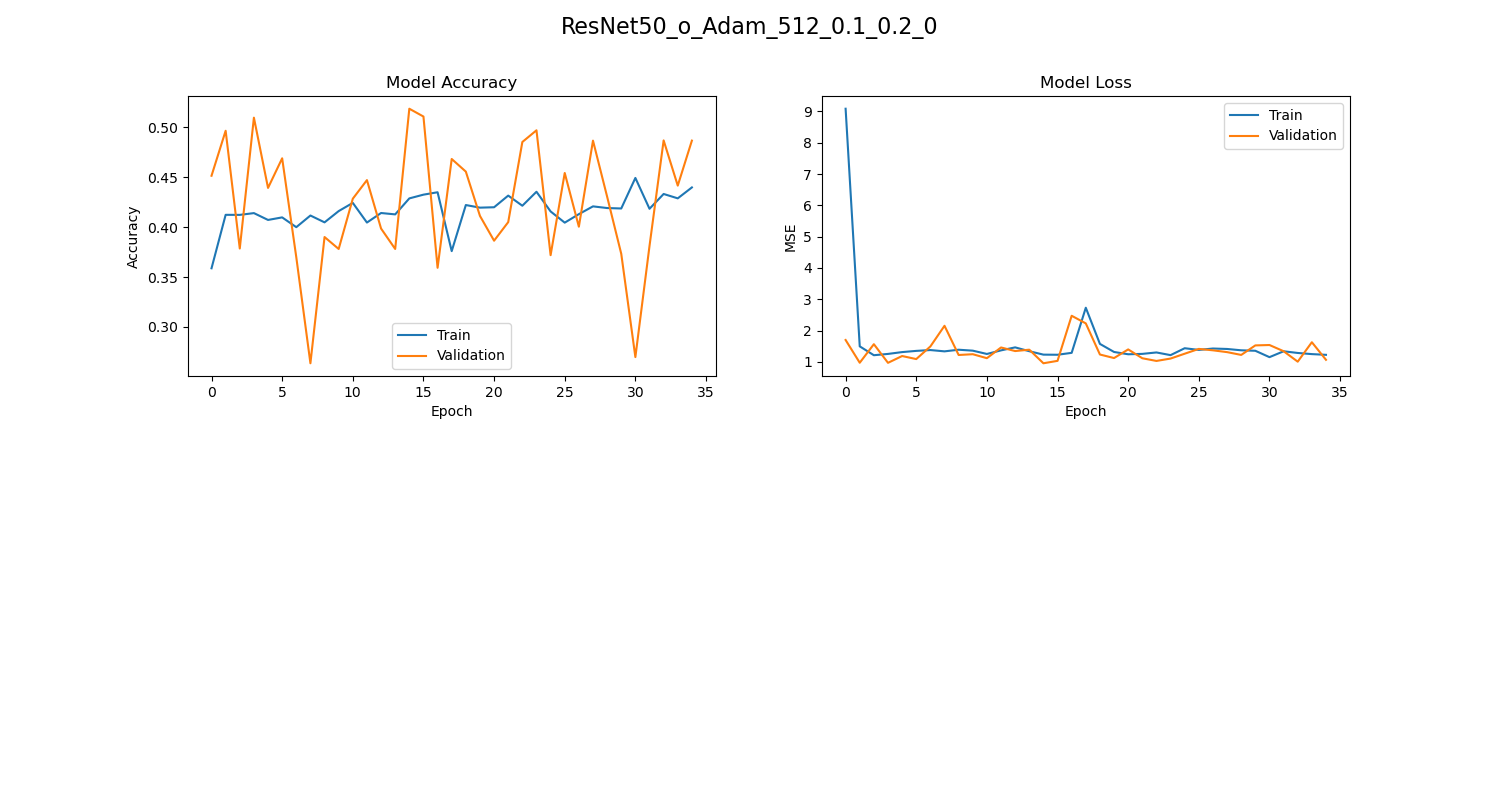 ResNet50_o_Adam_512_0.1_0.2_0
Model Accuracy
Accuracy
0.50
0.45
0.40
0.35
0.30
Train
Validation
0 5 10 15 20 25 30 35
Epoch
Model Loss
MSE
9
8
7
6
5
4
3
2
1
Train
Validation
0 5 10 15 20 25 30 35
Epoch